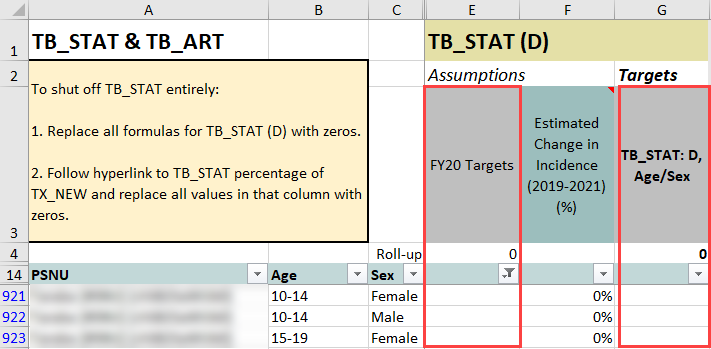 A B C E F G
1 TB_STAT & TB_ART TB_STAT (D)
2 Assumptions Targets
To shut off TB_STAT entirely:
1. Replace all formulas for TB_STAT (D) with zeros.
2. Follow hyperlink to TB_STAT percentage of
TX_NEW and replace all values in that column with
zeros.
3
FY20 Targets
Estimated
Change in
Incidence
(2019-2021)
(%)
TB_STAT: D,
Age/Sex
4 Roll-up 0 0
14 PSNU Age Sex
921 10-14 Female 0%
922 10-14 Male 0%
923 15-19 Female 0%